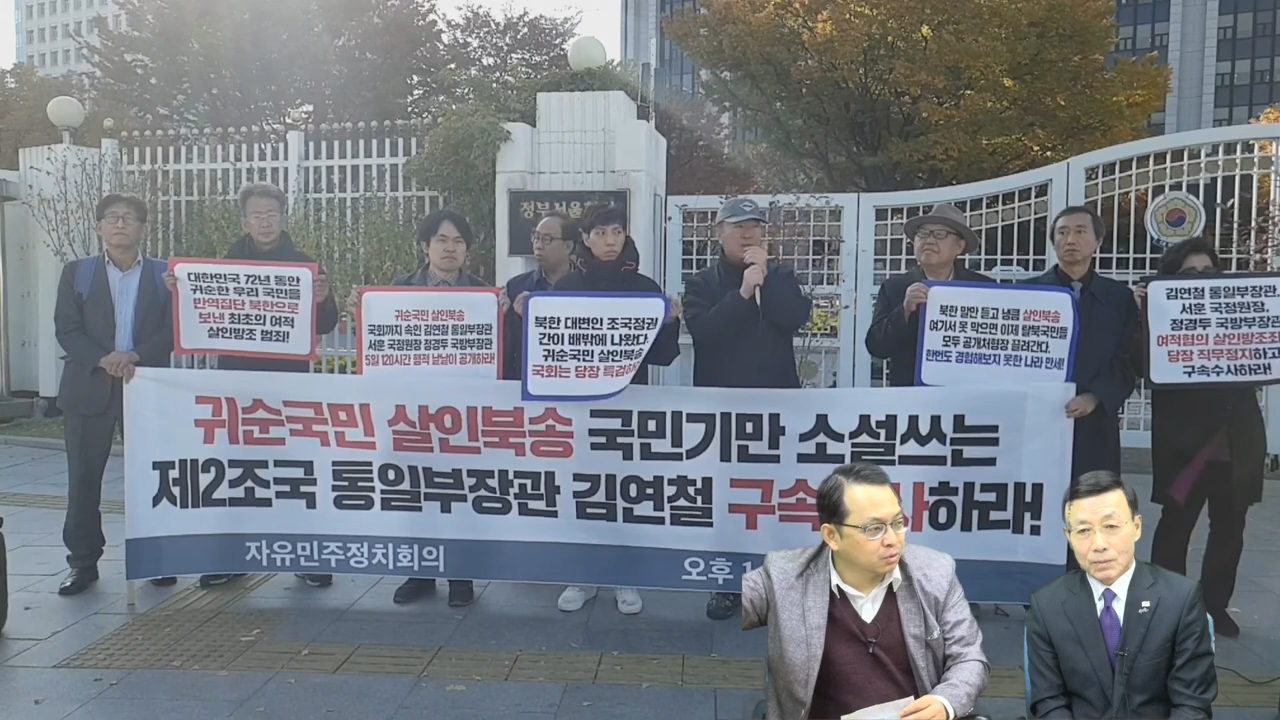 정부서울
대한민국 72년 동안
귀순한 우리 국민을
반역집단 북한으로
보낸 최초의 여적
살인방조 범죄!
귀순국민 살인북송
국회까지 속인 김연철 통일부장관
서훈 국정원장 정경두 국방부장관
5일 120시간 행적 낱낱이 공개하라!
북한 대변인 조국정권
간이 배밖에 나왔다.
귀순국민 살인북송
국회는 당장 특검하라
북한 말만 듣고 냉큼 살인북송
여기서 못 막으면 이제 탈북국민들
모두 공개처형장 끌려간다.
한번도 경험해보지 못한 나라 만세!
김연철 통일부장관
서훈 국정원장,
정경두 국방부장관
여적혐의 살인방조죄
당장 직무정지하고
구속수사하라!
귀순국민 살인북송 국민기만 소설쓰는
제2조국 통일부장관 김연철 구속 하라!
자유민주정치회의 오후 1